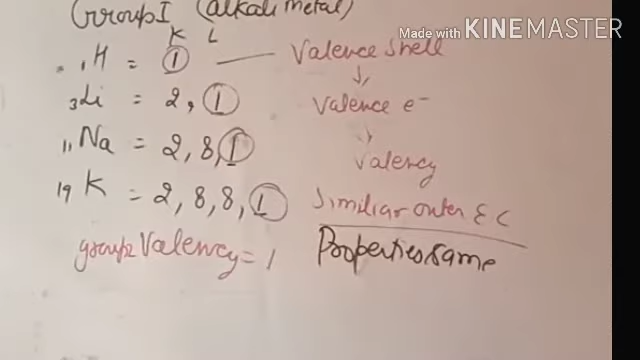 Made with KINEMASTER
Group I (alkali metal)
K L
₁H = 1 — Valence shell
↓
₃Li = 2, 1 Valence e⁻
↓
₁₁Na = 2, 8, 1 Valency
₁₉K = 2, 8, 8, 1 Similiar outer EC
group Valency = 1 Properties same